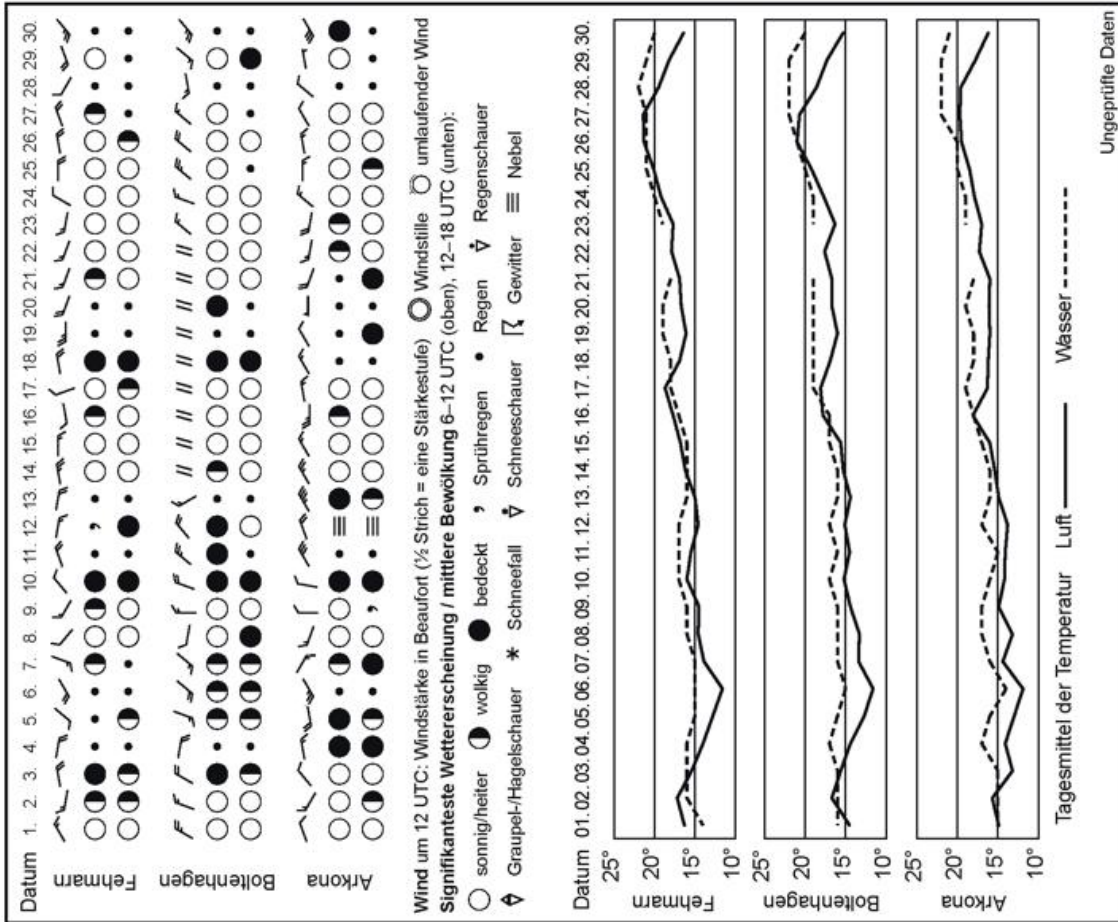 Datum 1. 2. 3. 4. 5. 6. 7. 8. 9. 10. 11. 12. 13. 14. 15. 16. 17. 18. 19. 20. 21. 22. 23. 24. 25. 26. 27. 28. 29. 30.
Fehmarn
Boltenhagen
Arkona
Wind um 12 UTC: Windstärke in Beaufort (½ Strich = eine Stärkestufe) Windstille umlaufender Wind
Signifikanteste Wettererscheinung / mittlere Bewölkung 6–12 UTC (oben), 12–18 UTC (unten):
sonnig/heiter wolkig bedeckt Sprühregen Regen Regenschauer
Graupel-/Hagelschauer Schneefall Schneeschauer Gewitter Nebel
Datum 01. 02. 03. 04. 05. 06. 07. 08. 09. 10. 11. 12. 13. 14. 15. 16. 17. 18. 19. 20. 21. 22. 23. 24. 25. 26. 27. 28. 29. 30.
Fehmarn
25°
20°
15°
10°
Boltenhagen
25°
20°
15°
10°
Arkona
25°
20°
15°
10°
Tagesmittel der Temperatur Luft Wasser
Ungeprüfte Daten